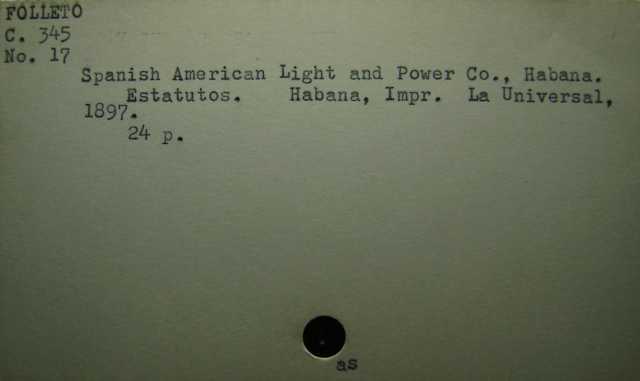 FOLLETO
C. 345
No. 17
Spanish American Light and Power Co., Habana.
Estatutos. Habana, Impr. La Universal,
1897.
24 p.
as